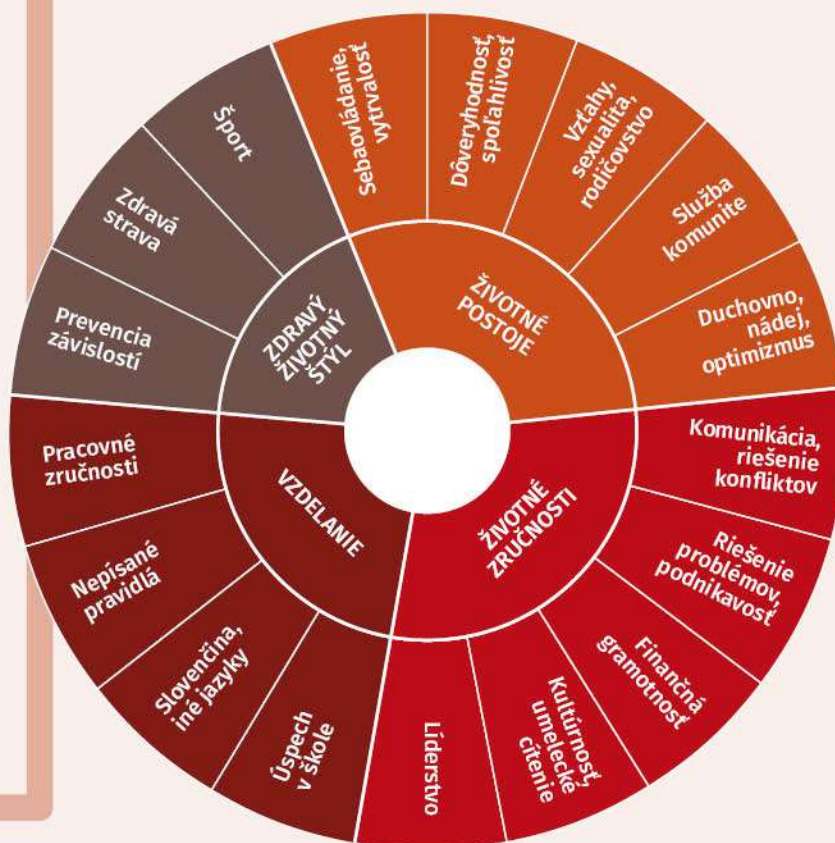 ŽIVOTNÉ
POSTOJE
Sebaovládanie,
vytrvalosť
Dôveryhodnosť,
spoľahlivosť
Vzťahy,
sexualita,
rodičovstvo
Služba
komunite
Duchovno,
nádej,
optimizmus
ŽIVOTNÉ
ZRUČNOSTI
Komunikácia,
riešenie
konfliktov
Riešenie
problémov,
podnikavosť
Finančná
gramotnosť
Kultúrnosť,
umelecké
cítenie
Líderstvo
VZDELANIE
Úspech
v škole
Slovenčina,
iné jazyky
Nepísané
pravidlá
Pracovné
zručnosti
ZDRAVÝ
ŽIVOTNÝ
ŠTÝL
Prevencia
závislostí
Zdravá
strava
Šport